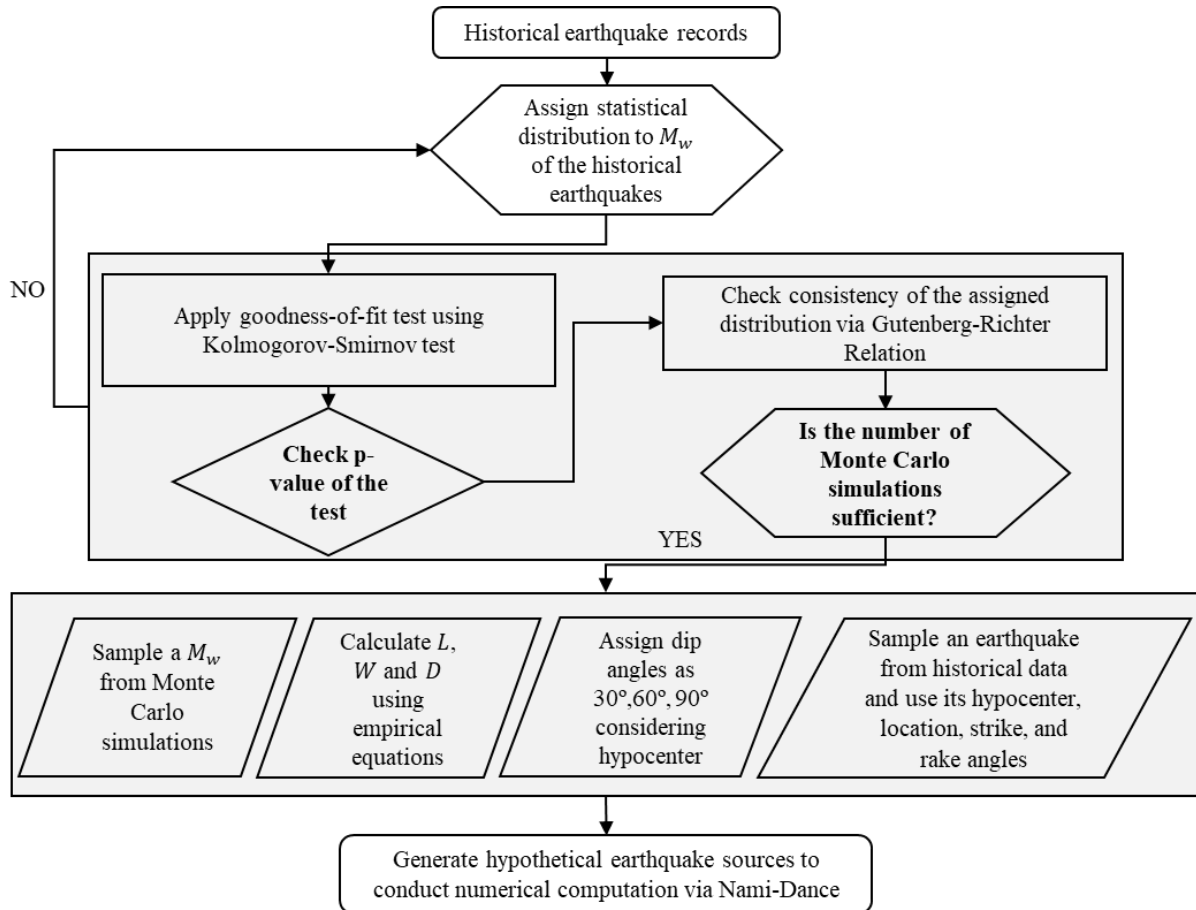 Historical earthquake records
Assign statistical
distribution to M_w
of the historical
earthquakes
NO
Apply goodness-of-fit test using
Kolmogorov-Smirnov test
Check consistency of the assigned
distribution via Gutenberg-Richter
Relation
Check p-
value of the
test
Is the number of
Monte Carlo
simulations
sufficient?
YES
Sample a M_w
from Monte
Carlo
simulations
Calculate L,
W and D
using
empirical
equations
Assign dip
angles as
30°,60°,90°
considering
hypocenter
Sample an earthquake
from historical data
and use its hypocenter,
location, strike, and
rake angles
Generate hypothetical earthquake sources to
conduct numerical computation via Nami-Dance